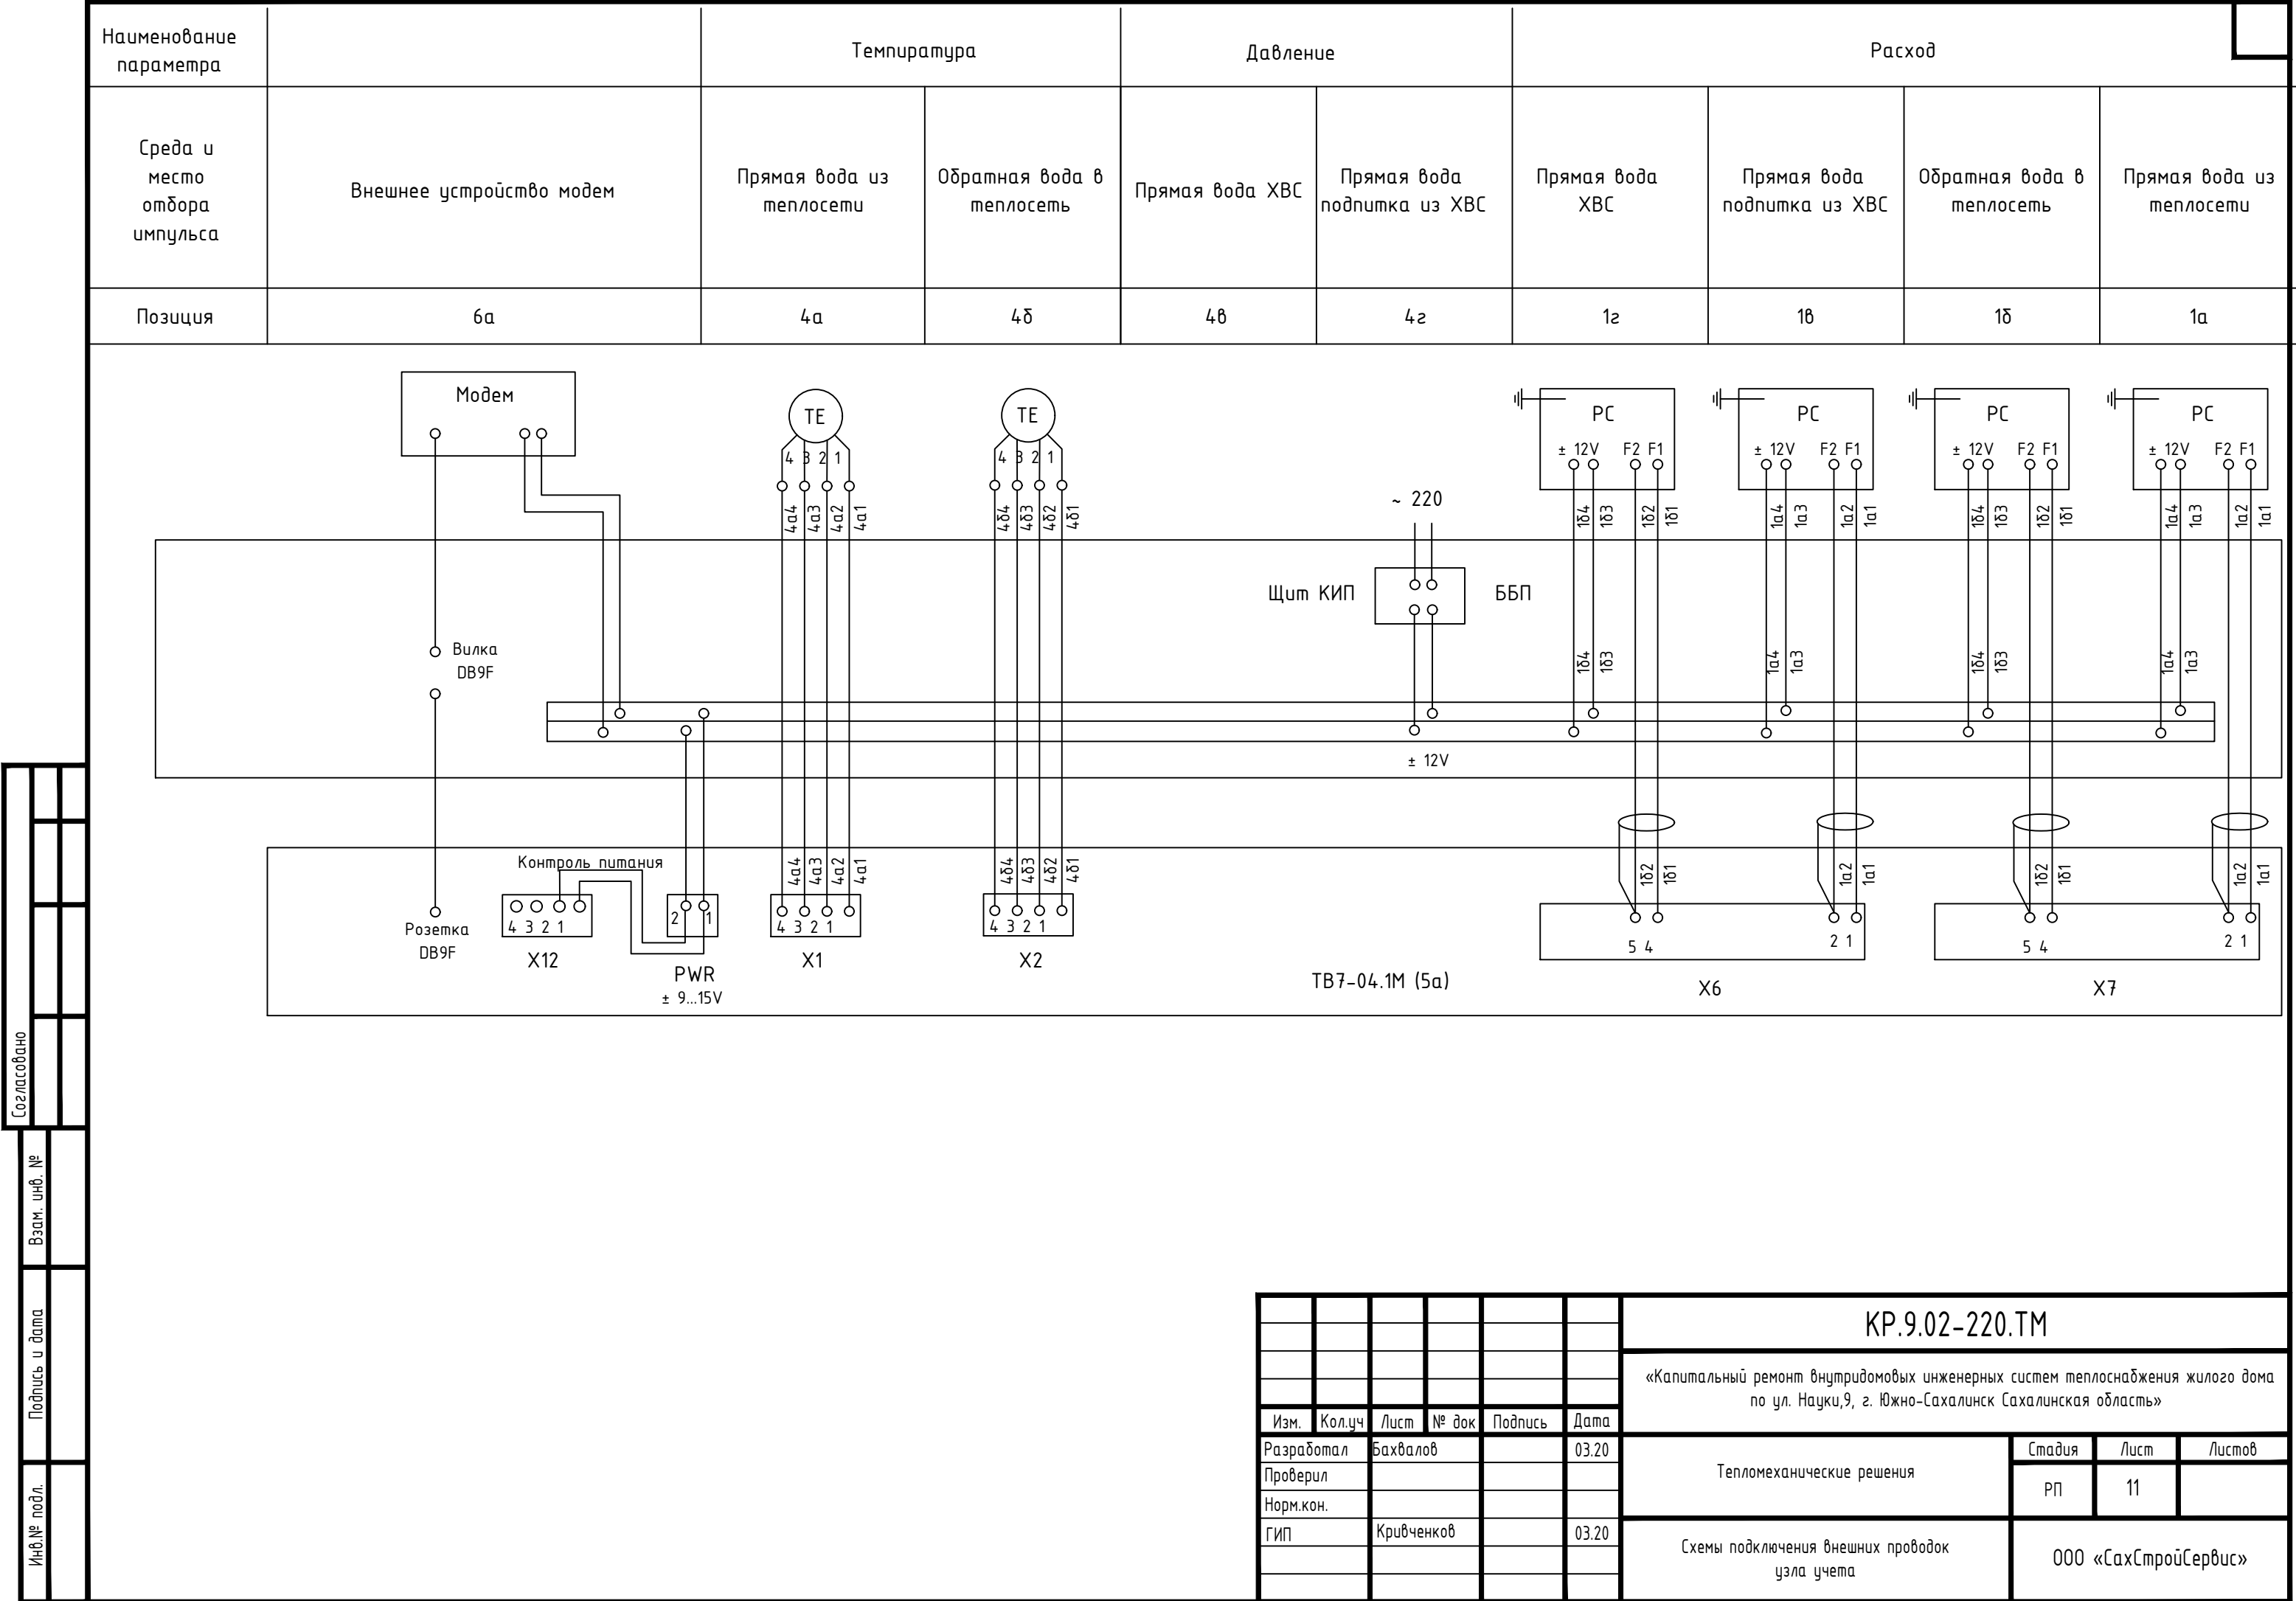 Наименование
параметра
Темпиратура
Давление
Расход
Среда и
место
отбора
импульса
Внешнее устройство модем
Прямая вода из
теплосети
Обратная вода в
теплосеть
Прямая вода ХВС
Прямая вода
подпитка из ХВС
Прямая вода
ХВС
Прямая вода
подпитка из ХВС
Обратная вода в
теплосеть
Прямая вода из
теплосети
Позиция
6а
4а
4б
4в
4г
1г
1в
1б
1а
Модем
ТЕ
4 3 2 1
4а4 4а3 4а2 4а1
ТЕ
4 3 2 1
4б4 4б3 4б2 4б1
~ 220
РС
± 12V F2 F1
1б4 1б3 1б2 1б1
РС
± 12V F2 F1
1а4 1а3 1а2 1а1
РС
± 12V F2 F1
1б4 1б3 1б2 1б1
РС
± 12V F2 F1
1а4 1а3 1а2 1а1
Щит КИП
ББП
Вилка
DB9F
1б4 1б3
1а4 1а3
1б4 1б3
1а4 1а3
± 12V
Контроль питания
4а4 4а3 4а2 4а1
4б4 4б3 4б2 4б1
1б2 1б1
1а2 1а1
1б2 1б1
1а2 1а1
Розетка
DB9F
4 3 2 1
Х12
2 1
PWR
± 9...15V
4 3 2 1
Х1
4 3 2 1
Х2
ТВ7-04.1М (5а)
5 4
2 1
Х6
5 4
2 1
Х7
Согласовано
Взам. инв. №
Подпись и дата
Инв.№ подл.
КР.9.02-220.ТМ
«Капитальный ремонт внутридомовых инженерных систем теплоснабжения жилого дома
по ул. Науки,9, г. Южно-Сахалинск Сахалинская область»
Изм. Кол.уч Лист № док Подпись Дата
Разработал Бахвалов 03.20
Проверил
Норм.кон.
ГИП Кривченков 03.20
Тепломеханические решения
Стадия Лист Листов
РП 11
Схемы подключения внешних проводок
узла учета
ООО «СахСтройСервис»